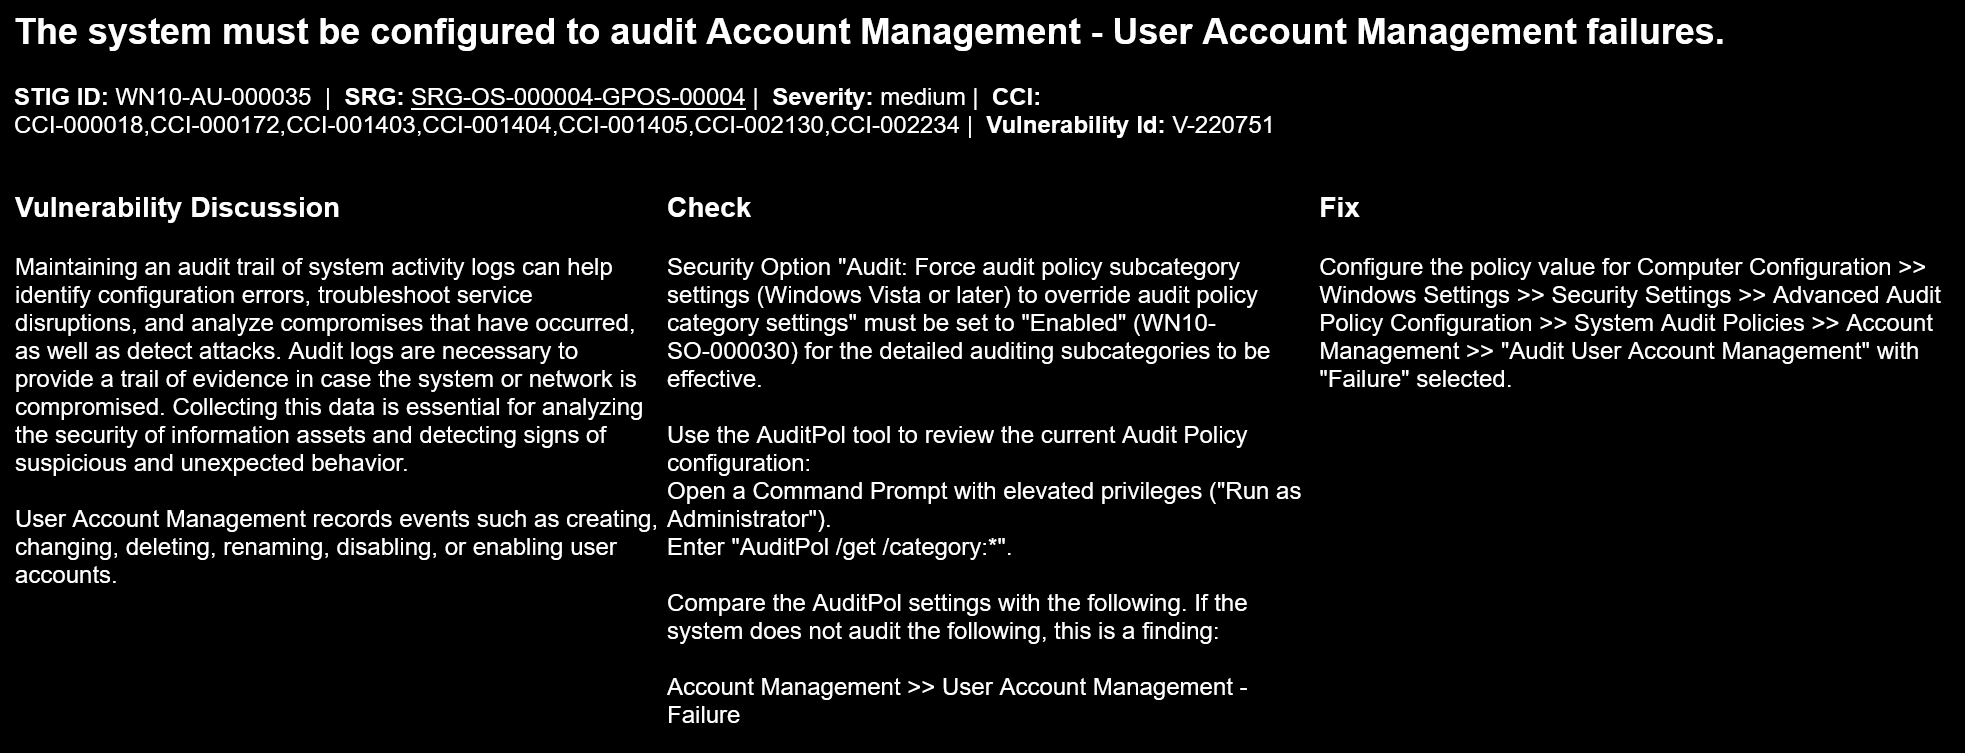 The system must be configured to audit Account Management - User Account Management failures.
STIG ID: WN10-AU-000035 | SRG: SRG-OS-000004-GPOS-00004 | Severity: medium | CCI:
CCI-000018,CCI-000172,CCI-001403,CCI-001404,CCI-001405,CCI-002130,CCI-002234 | Vulnerability Id: V-220751
Vulnerability Discussion
Maintaining an audit trail of system activity logs can help
identify configuration errors, troubleshoot service
disruptions, and analyze compromises that have occurred,
as well as detect attacks. Audit logs are necessary to
provide a trail of evidence in case the system or network is
compromised. Collecting this data is essential for analyzing
the security of information assets and detecting signs of
suspicious and unexpected behavior.
User Account Management records events such as creating,
changing, deleting, renaming, disabling, or enabling user
accounts.
Check
Security Option "Audit: Force audit policy subcategory
settings (Windows Vista or later) to override audit policy
category settings" must be set to "Enabled" (WN10-
SO-000030) for the detailed auditing subcategories to be
effective.
Use the AuditPol tool to review the current Audit Policy
configuration:
Open a Command Prompt with elevated privileges ("Run as
Administrator").
Enter "AuditPol /get /category:*".
Compare the AuditPol settings with the following. If the
system does not audit the following, this is a finding:
Account Management >> User Account Management -
Failure
Fix
Configure the policy value for Computer Configuration >>
Windows Settings >> Security Settings >> Advanced Audit
Policy Configuration >> System Audit Policies >> Account
Management >> "Audit User Account Management" with
"Failure" selected.